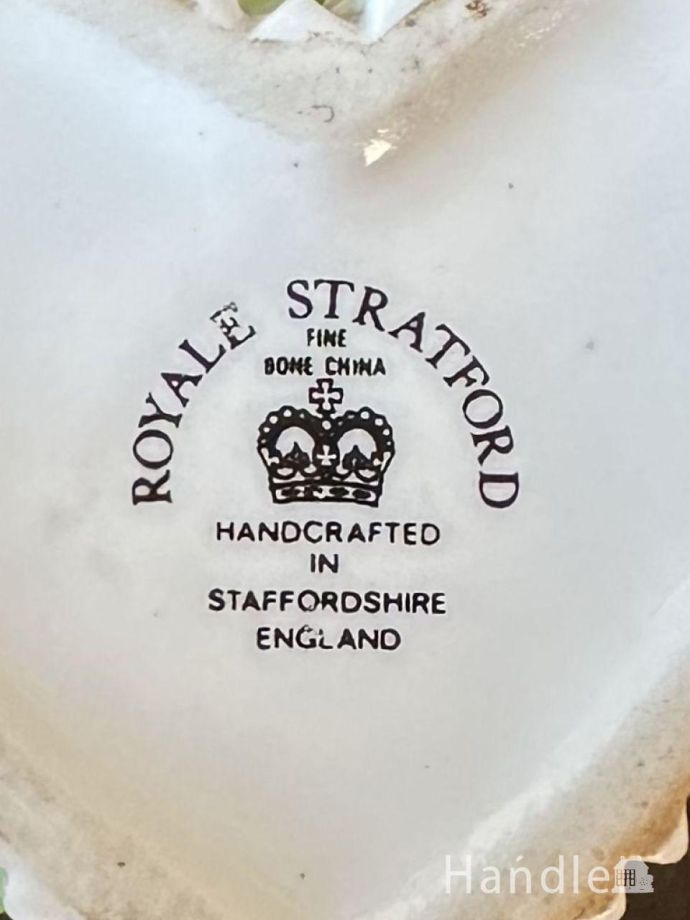 ROYALE STRATFORD
FINE
BONE CHINA
HANDCRAFTED
IN
STAFFORDSHIRE
ENGLAND
Handle